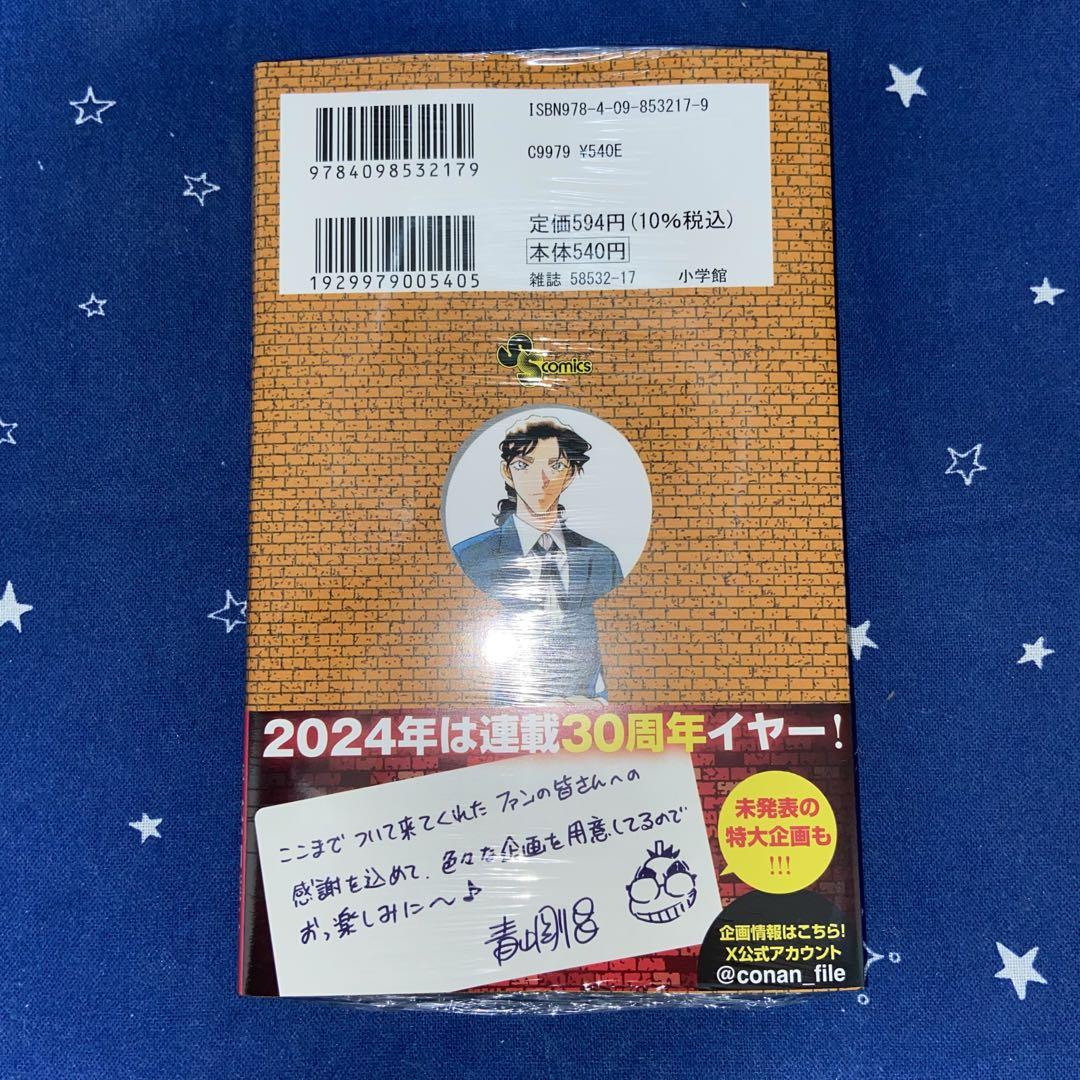 ISBN978-4-09-853217-9
C9979 ¥540E
9784098532179
定価594円(10%税込)
本体540円
1929979005405
雑誌 58532-17 小学館
SS comics
2024年は連載30周年イヤー!
ここまで ついて来てくれた ファンの皆さんへの
感謝を込めて、色々な企画を用意してるので
お楽しみに〜♪
青山剛昌
未発表の
特大企画も
!!!
企画情報はこちら!
X公式アカウント
@conan_file